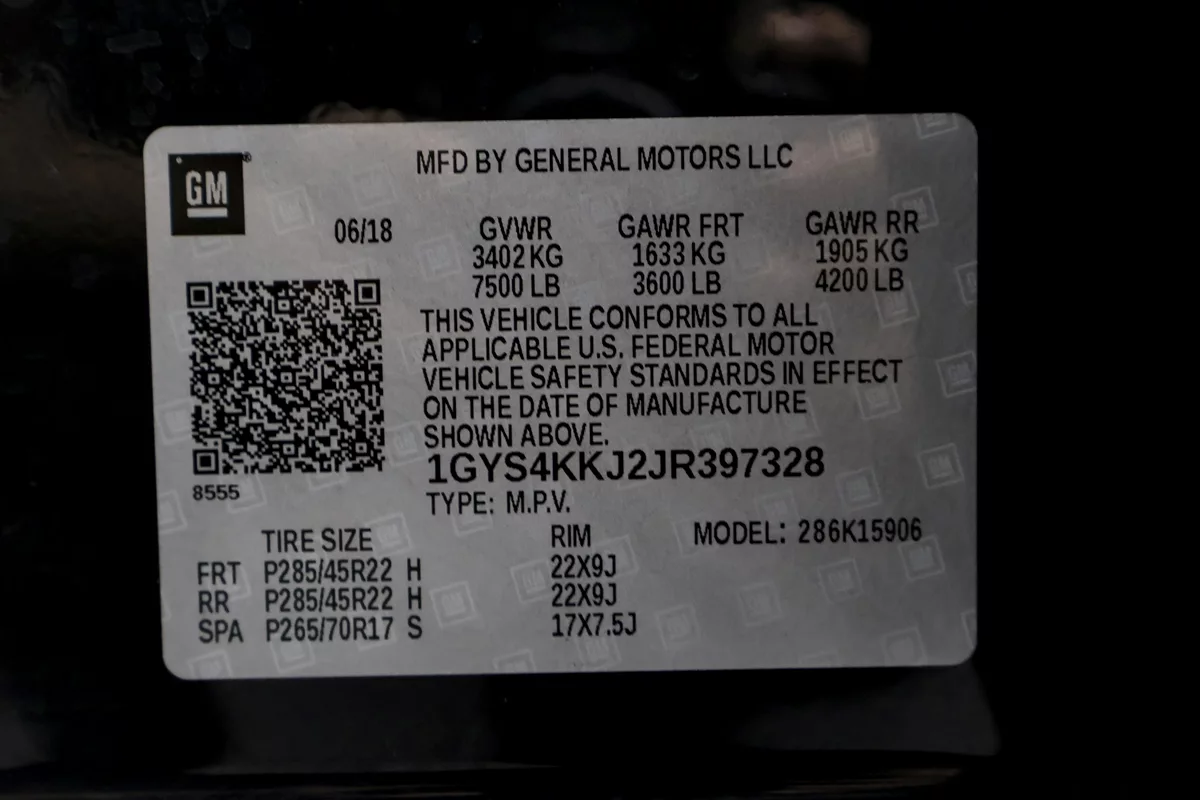 GM
MFD BY GENERAL MOTORS LLC
06/18 GVWR GAWR FRT GAWR RR
3402 KG 1633 KG 1905 KG
7500 LB 3600 LB 4200 LB
THIS VEHICLE CONFORMS TO ALL
APPLICABLE U.S. FEDERAL MOTOR
VEHICLE SAFETY STANDARDS IN EFFECT
ON THE DATE OF MANUFACTURE
SHOWN ABOVE.
1GYS4KKJ2JR397328
8555
TYPE: M.P.V.
TIRE SIZE RIM MODEL: 286K15906
FRT P285/45R22 H 22X9J
RR P285/45R22 H 22X9J
SPA P265/70R17 S 17X7.5J